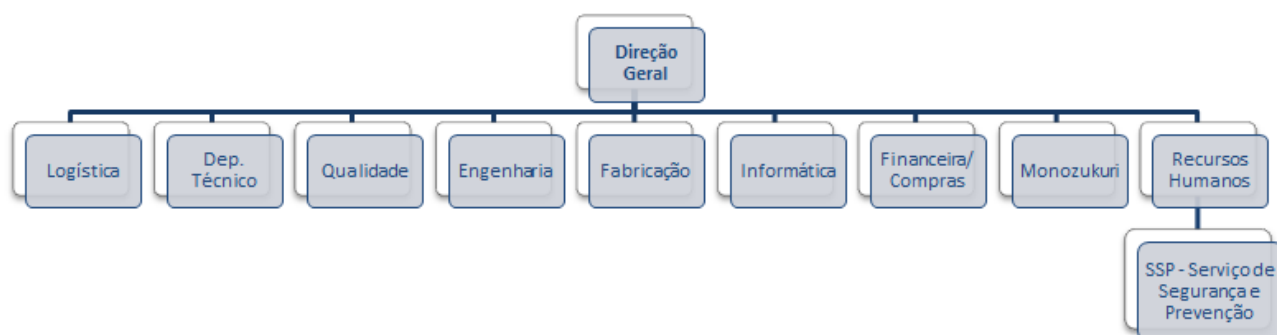 Direção
Geral
Logística
Dep.
Técnico
Qualidade
Engenharia
Fabricação
Informática
Financeira/
Compras
Monozukuri
Recursos
Humanos
SSP - Serviço de
Segurança e
Prevenção